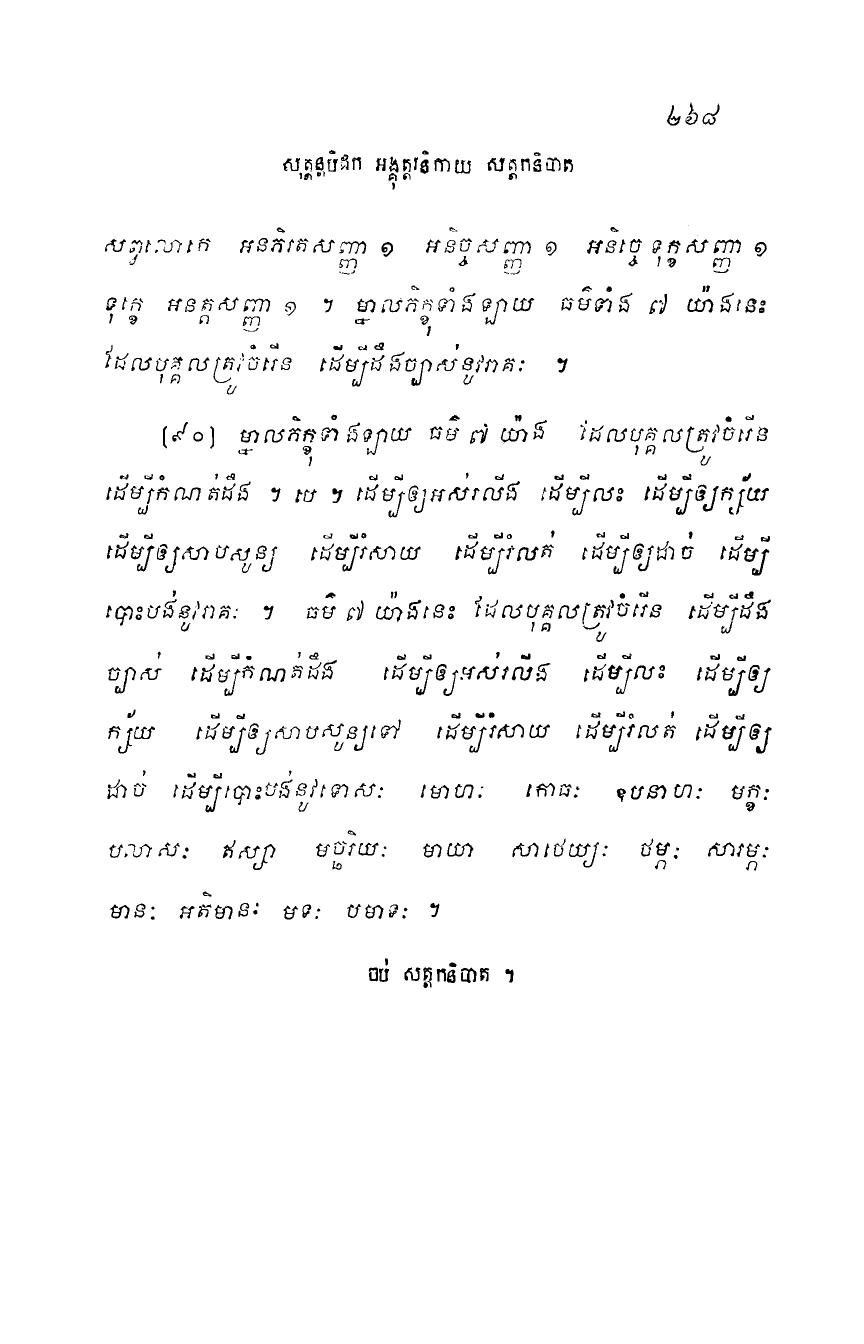 ២៦៨
សុត្តន្តបិដក អង្គុត្តរនិកាយ សត្តកនិបាត
សព្វលោកេ អនភិរតសញ្ញា ១ អនិច្ចសញ្ញា ១ អនិច្ចេ ទុក្ខសញ្ញា ១
ទុក្ខេ អនត្តសញ្ញា ១ ។ ម្នាលភិក្ខុទាំងឡាយ ធម៌ទាំង ៧ យ៉ាងនេះ
ដែលបុគ្គលត្រូវចំរើន ដើម្បីដឹងច្បាស់នូវរាគៈ ។
(៩០) ម្នាលភិក្ខុទាំងឡាយ ធម៌ ៧ យ៉ាង ដែលបុគ្គលត្រូវចំរើន
ដើម្បីកំណត់ដឹង ។ បេ ។ ដើម្បីឲ្យអស់រលីង ដើម្បីលះ ដើម្បីឲ្យក្ស័យ
ដើម្បីឲ្យសាបសូន្យ ដើម្បីរំសាយ ដើម្បីរំលត់ ដើម្បីឲ្យដាច់ ដើម្បី
បោះបង់នូវរាគៈ ។ ធម៌ ៧ យ៉ាងនេះ ដែលបុគ្គលត្រូវចំរើន ដើម្បីដឹង
ច្បាស់ ដើម្បីកំណត់ដឹង ដើម្បីឲ្យអស់រលីង ដើម្បីលះ ដើម្បីឲ្យ
ក្ស័យ ដើម្បីឲ្យសាបសូន្យទៅ ដើម្បីរំសាយ ដើម្បីរំលត់ ដើម្បីឲ្យ
ដាច់ ដើម្បីបោះបង់នូវទោសៈ មោហៈ កោធៈ ឧបនាហៈ មក្ខៈ
បលាសៈ ឥស្សា មច្ឆរិយៈ មាយា សាថេយ្យៈ ថម្ភៈ សារម្ភៈ
មានៈ អតិមានៈ មទៈ បមាទៈ ។
ចប់ សត្តកនិបាត ។